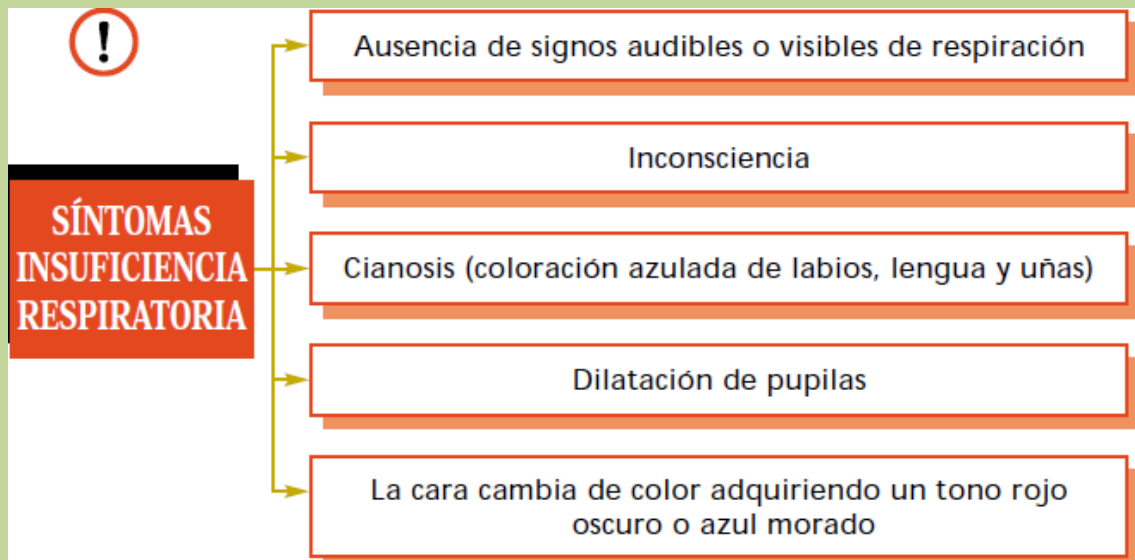 !
Ausencia de signos audibles o visibles de respiración
Inconsciencia
SÍNTOMAS
INSUFICIENCIA
RESPIRATORIA
Cianosis (coloración azulada de labios, lengua y uñas)
Dilatación de pupilas
La cara cambia de color adquiriendo un tono rojo
oscuro o azul morado